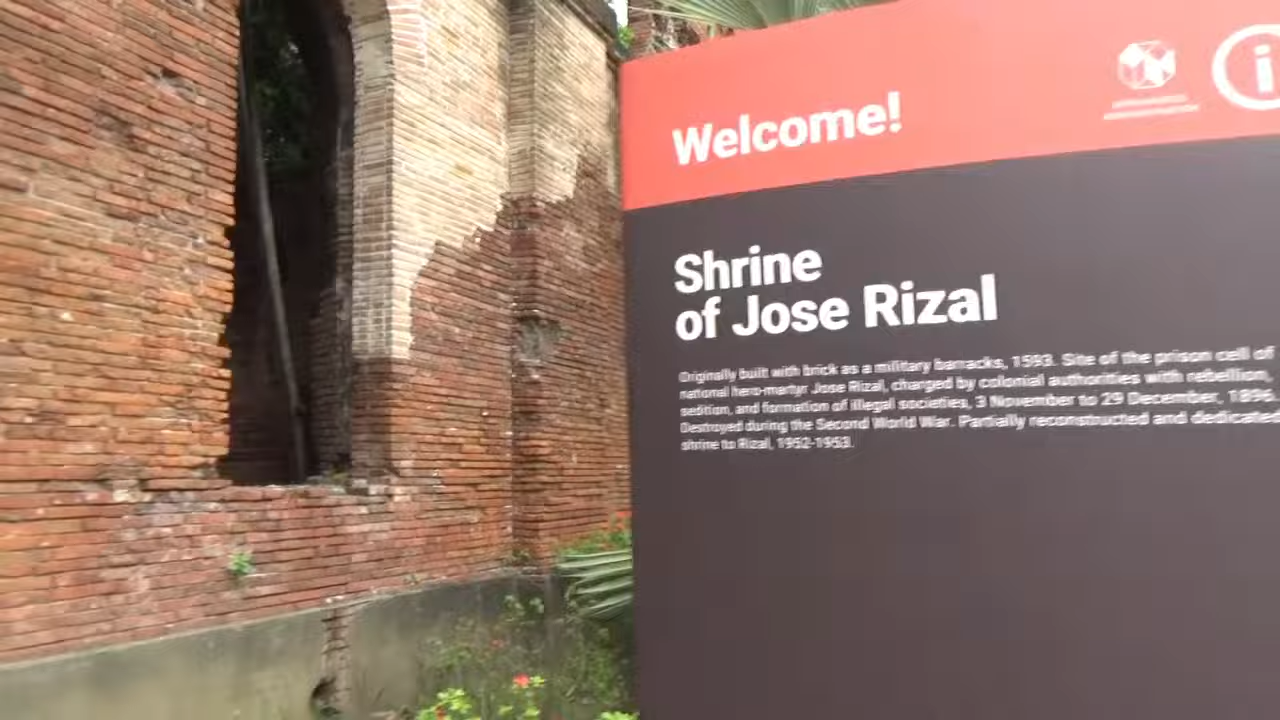 Welcome!
i
Shrine
of Jose Rizal
Originally built with brick as a military barracks, 1593. Site of the prison cell of
national hero-martyr Jose Rizal, charged by colonial authorities with rebellion,
sedition, and formation of illegal societies, 3 November to 29 December, 1896.
Destroyed during the Second World War. Partially reconstructed and dedicated
shrine to Rizal, 1952-1953.